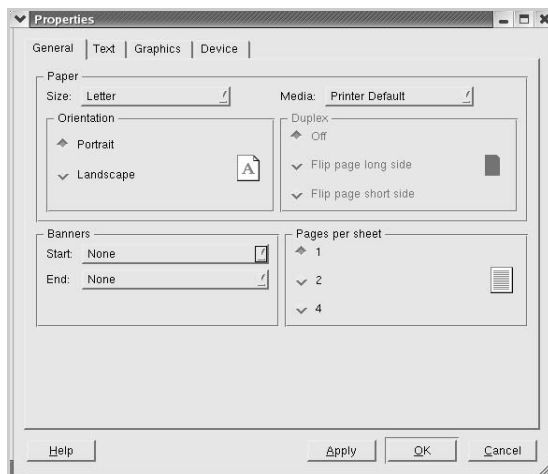 Properties
General Text Graphics Device
Paper
Size: Letter Media: Printer Default
Orientation
Portrait
Landscape
A
Duplex
Off
Flip page long side
Flip page short side
Banners
Start: None
End: None
Pages per sheet
1
2
4
Help Apply OK Cancel